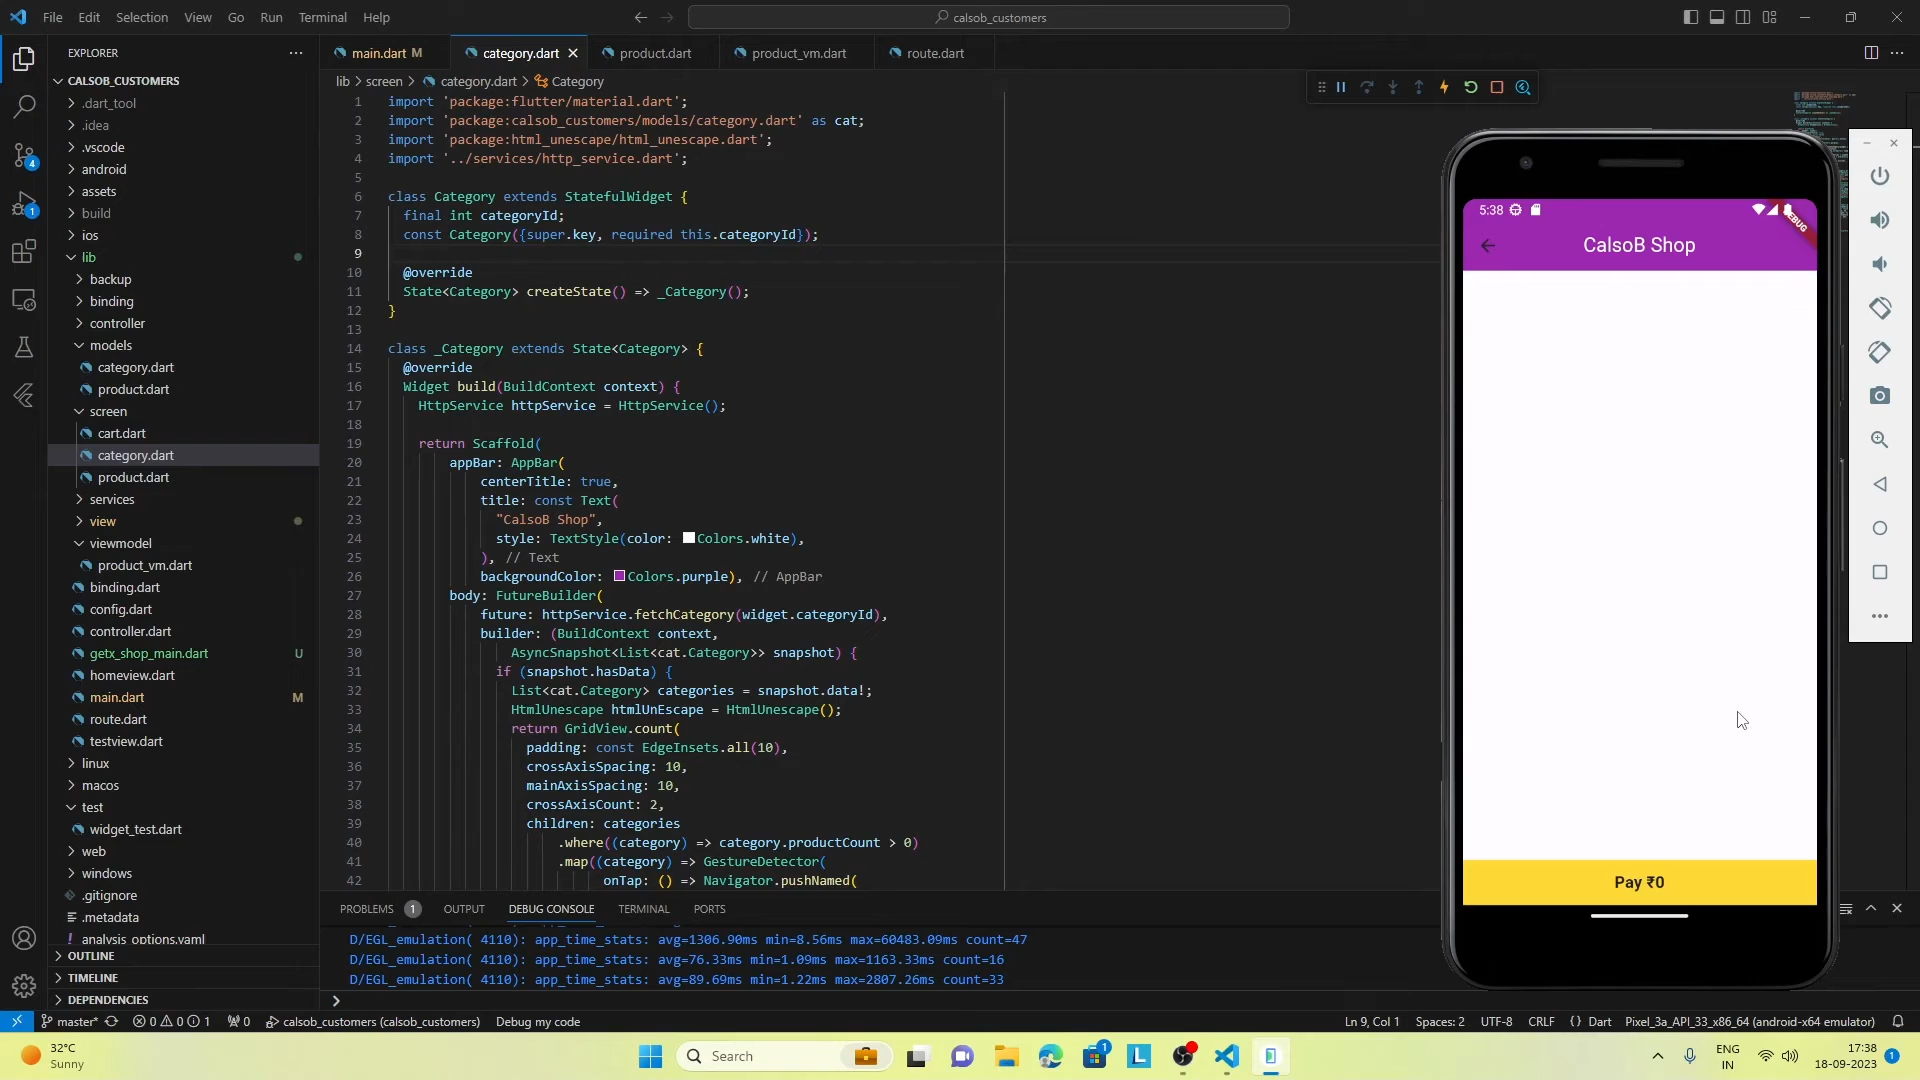 File Edit Selection View Go Run Terminal Help
calsob_customers
EXPLORER
CALSOB_CUSTOMERS
.dart_tool
.idea
.vscode
android
assets
build
ios
lib
backup
binding
controller
models
category.dart
product.dart
screen
cart.dart
category.dart
product.dart
services
view
viewmodel
product_vm.dart
binding.dart
config.dart
controller.dart
getx_shop_main.dart U
homeview.dart
main.dart M
route.dart
testview.dart
linux
macos
test
widget_test.dart
web
windows
.gitignore
.metadata
analysis_options.yaml
OUTLINE
TIMELINE
DEPENDENCIES
4
1
main.dart M category.dart product.dart product_vm.dart route.dart
lib > screen > category.dart > Category
1 import 'package:flutter/material.dart';
2 import 'package:calsob_customers/models/category.dart' as cat;
3 import 'package:html_unescape/html_unescape.dart';
4 import '../services/http_service.dart';
5
6 class Category extends StatefulWidget {
7 final int categoryId;
8 const Category({super.key, required this.categoryId});
9
10 @override
11 State<Category> createState() => _Category();
12 }
13
14 class _Category extends State<Category> {
15 @override
16 Widget build(BuildContext context) {
17 HttpService httpService = HttpService();
18
19 return Scaffold(
20 appBar: AppBar(
21 centerTitle: true,
22 title: const Text(
23 "CalsoB Shop",
24 style: TextStyle(color: Colors.white),
25 ), // Text
26 backgroundColor: Colors.purple), // AppBar
27 body: FutureBuilder(
28 future: httpService.fetchCategory(widget.categoryId),
29 builder: (BuildContext context,
30 AsyncSnapshot<List<cat.Category>> snapshot) {
31 if (snapshot.hasData) {
32 List<cat.Category> categories = snapshot.data!;
33 HtmlUnescape htmlUnEscape = HtmlUnescape();
34 return GridView.count(
35 padding: const EdgeInsets.all(10),
36 crossAxisSpacing: 10,
37 mainAxisSpacing: 10,
38 crossAxisCount: 2,
39 children: categories
40 .where((category) => category.productCount > 0)
41 .map((category) => GestureDetector(
42 onTap: () => Navigator.pushNamed(
PROBLEMS 1 OUTPUT DEBUG CONSOLE TERMINAL PORTS
D/EGL_emulation( 4110): app_time_stats: avg=1306.90ms min=8.56ms max=60483.09ms count=47
D/EGL_emulation( 4110): app_time_stats: avg=76.33ms min=1.09ms max=1163.33ms count=16
D/EGL_emulation( 4110): app_time_stats: avg=89.69ms min=1.22ms max=2807.26ms count=33
5:38
DEBUG
CalsoB Shop
Pay ₹0
master* 0 0 1 0 calsob_customers (calsob_customers) Debug my code
Ln 9, Col 1 Spaces: 2 UTF-8 CRLF {} Dart Pixel_3a_API_33_x86_64 (android-x64 emulator)
32°C
Sunny
Search
1
ENG
IN
17:38
18-09-2023
1